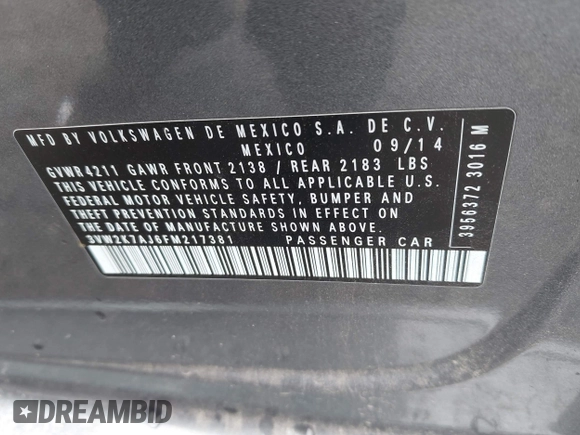 MFD BY VOLKSWAGEN DE MEXICO S.A. DE C.V.
MEXICO 09/14
GVWR4211 GAWR FRONT 2138 / REAR 2183 LBS
THIS VEHICLE CONFORMS TO ALL APPLICABLE U.S.
FEDERAL MOTOR VEHICLE SAFETY, BUMPER AND
THEFT PREVENTION STANDARDS IN EFFECT
ON THE DATE OF MANUFACTURE SHOWN ABOVE.
3VW2K7AJ6FM217381 PASSENGER CAR
3956372 3016 M
DREAMBID